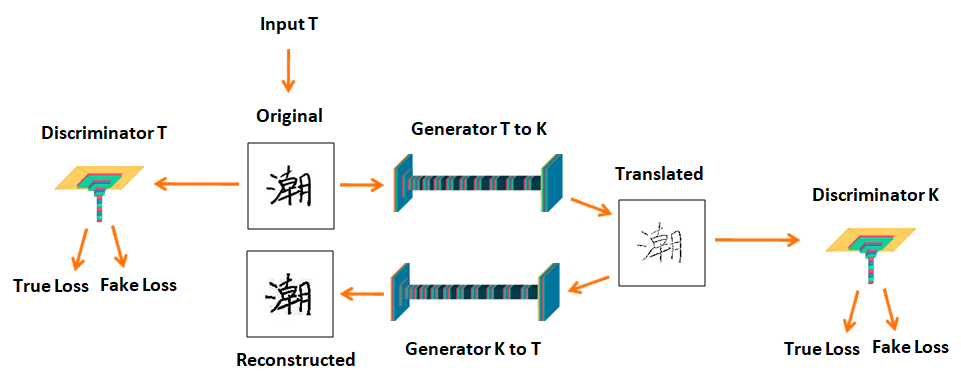 Input T
Original
Discriminator T
Generator T to K
潮
Translated
潮
Discriminator K
True Loss
Fake Loss
潮
Reconstructed
Generator K to T
True Loss
Fake Loss